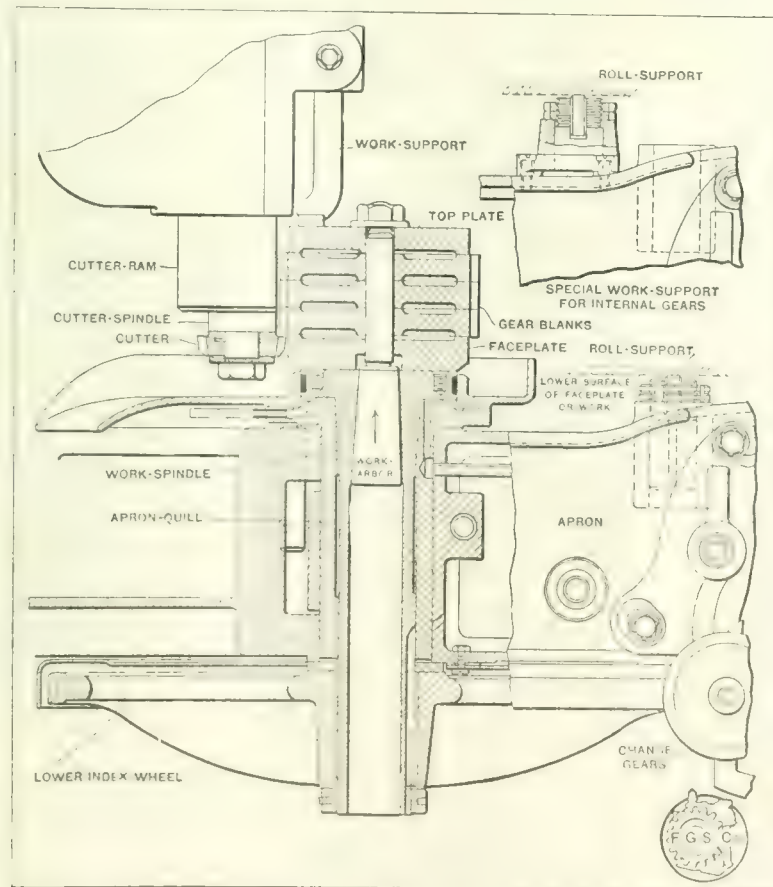 ROLL-SUPPORT
WORK-SUPPORT
TOP PLATE
CUTTER-RAM
SPECIAL WORK-SUPPORT
FOR INTERNAL GEARS
CUTTER-SPINDLE
CUTTER
GEAR BLANKS
FACEPLATE
ROLL-SUPPORT
LOWER SURFACE
OF FACEPLATE
OR WORK
WORK-
ARBOR
WORK-SPINDLE
APRON-QUILL
APRON
LOWER INDEX WHEEL
CHANGE
GEARS
F G S C